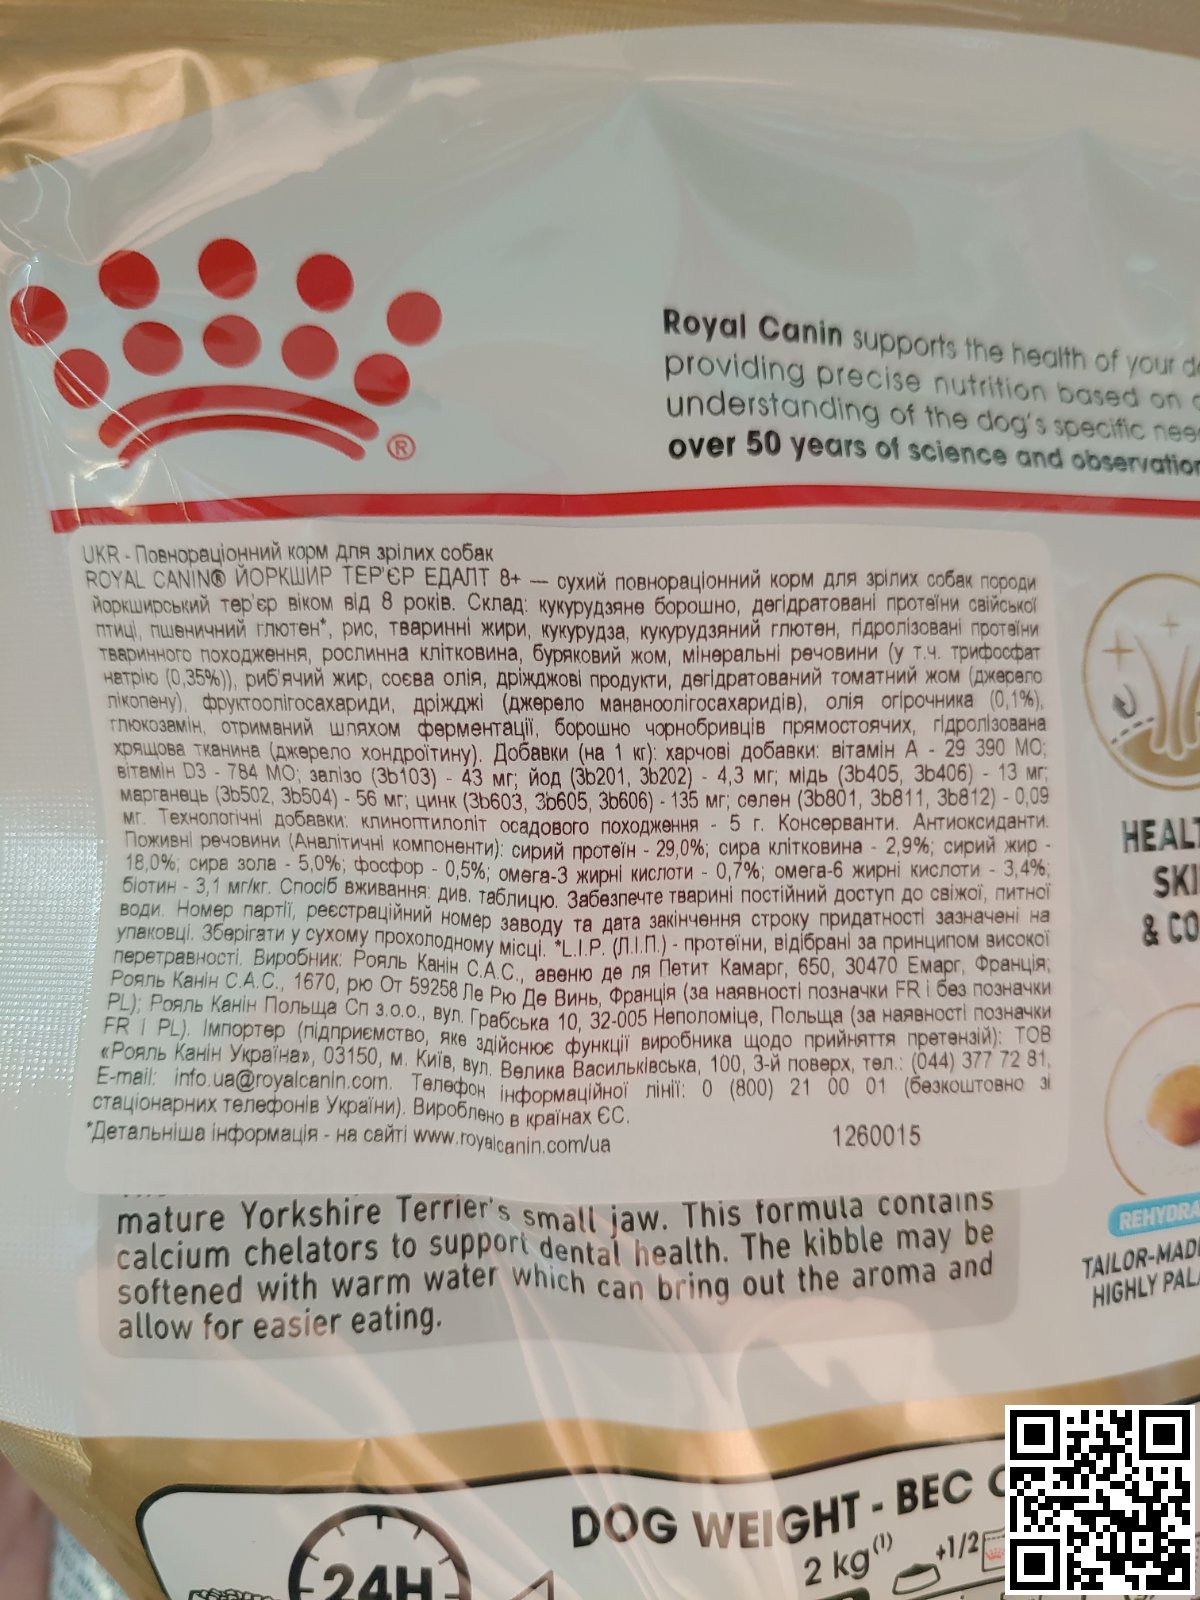 ®
Royal Canin supports the health of your
providing precise nutrition based on
understanding of the dog's specific
over 50 years of science and observation
UKR - Повнораціонний корм для зрілих собак
ROYAL CANIN® ЙОРКШИР ТЕР'ЄР ЕДАЛТ 8+ — сухий повнораціонний корм для зрілих собак породи
йоркширський тер'єр віком від 8 років. Склад: кукурудзяне борошно, дегідратовані протеїни свійської
птиці, пшеничний глютен*, рис, тваринні жири, кукурудза, кукурудзяний глютен, гідролізовані протеїни
тваринного походження, рослинна клітковина, буряковий жом, мінеральні речовини (у т.ч. трифосфат
натрію (0,35%)), риб'ячий жир, соєва олія, дріжджові продукти, дегідратований томатний жом (джерело
лікопену), фруктоолігосахариди, дріжджі (джерело мананоолігосахаридів), олія огірочника (0,1%),
глюкозамін, отриманий шляхом ферментації, борошно чорнобривців прямостоячих, гідролізована
хрящова тканина (джерело хондроїтину). Добавки (на 1 кг): харчові добавки: вітамін А - 29 390 МО;
вітамін D3 - 784 МО; залізо (3b103) - 43 мг; йод (3b201, 3b202) - 4,3 мг; мідь (3b405, 3b406) - 13 мг;
марганець (3b502, 3b504) - 56 мг; цинк (3b603, 3b605, 3b606) - 135 мг; селен (3b801, 3b811, 3b812) - 0,09
мг. Технологічні добавки: клиноптилоліт осадового походження - 5 г. Консерванти. Антиоксиданти.
Поживні речовини (Аналітичні компоненти): сирий протеїн - 29,0%; сира клітковина - 2,9%; сирий жир -
18,0%; сира зола - 5,0%; фосфор - 0,5%; омега-3 жирні кислоти - 0,7%; омега-6 жирні кислоти - 3,4%;
біотин - 3,1 мг/кг. Спосіб вживання: див. таблицю. Забезпечте тварині постійний доступ до свіжої, питної
води. Номер партії, реєстраційний номер заводу та дата закінчення строку придатності зазначені на
упаковці. Зберігати у сухому прохолодному місці. *L.I.P. (Л.І.П.) - протеїни, відібрані за принципом високої
перетравності. Виробник: Рояль Канін С.А.С., авеню де ля Петит Камарг, 650, 30470 Емарг, Франція;
Рояль Канін С.А.С., 1670, рю От 59258 Ле Рю Де Винь, Франція (за наявності позначки FR і без позначки
PL); Рояль Канін Польща Сп з.о.о., вул. Грабська 10, 32-005 Неполоміце, Польща (за наявності позначки
FR і PL). Імпортер (підприємство, яке здійснює функції виробника щодо прийняття претензій): ТОВ
«Рояль Канін Україна», 03150, м. Київ, вул. Велика Васильківська, 100, 3-й поверх, тел.: (044) 377 72 81,
E-mail: info.ua@royalcanin.com. Телефон інформаційної лінії: 0 (800) 21 00 01 (безкоштовно зі
стаціонарних телефонів України). Вироблено в країнах ЄС.
*Детальніша інформація - на сайті www.royalcanin.com/ua 1260015
mature Yorkshire Terrier's small jaw. This formula contains
calcium chelators to support dental health. The kibble may be
softened with warm water which can bring out the aroma and
allow for easier eating.
SKI
& CO
TAILOR-MADE
DOG WEIGHT - ВЕС
2 kg(1) +1/2
24H